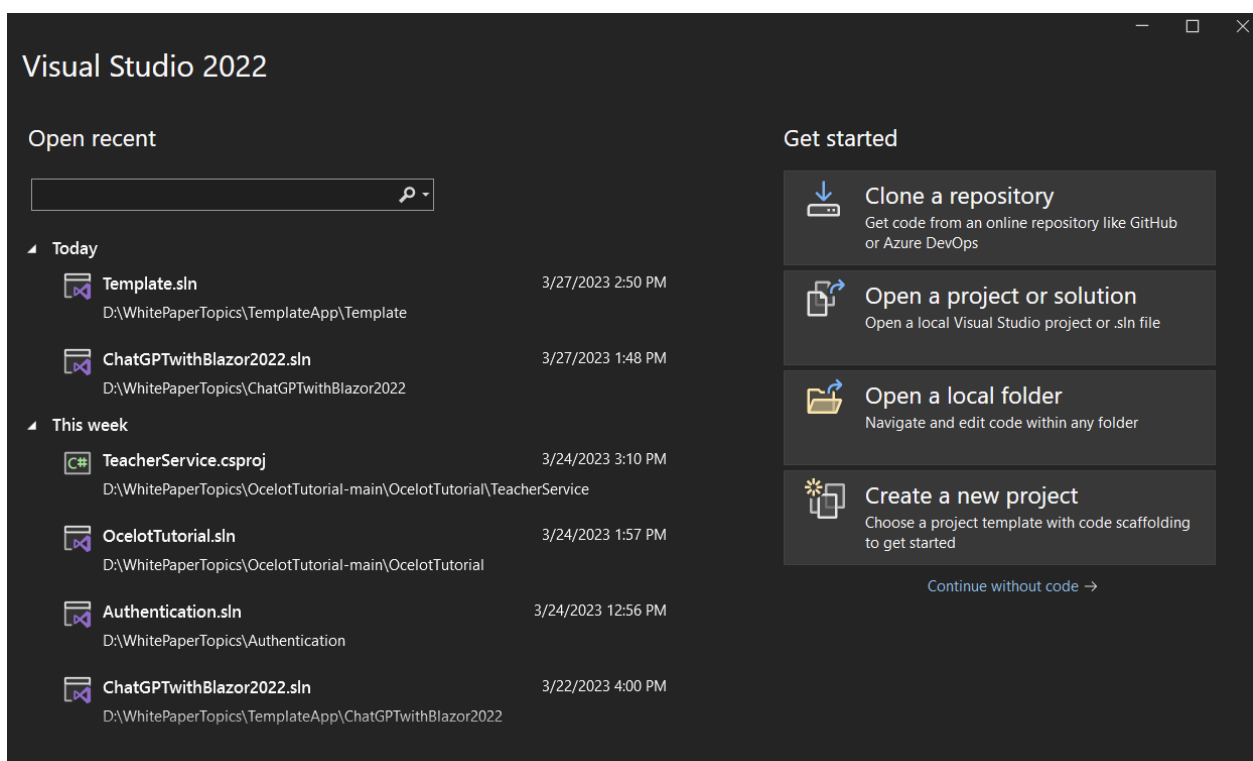 Visual Studio 2022
Open recent
Today
Template.sln 3/27/2023 2:50 PM
D:\WhitePaperTopics\TemplateApp\Template
ChatGPTwithBlazor2022.sln 3/27/2023 1:48 PM
D:\WhitePaperTopics\ChatGPTwithBlazor2022
This week
C# TeacherService.csproj 3/24/2023 3:10 PM
D:\WhitePaperTopics\OcelotTutorial-main\OcelotTutorial\TeacherService
OcelotTutorial.sln 3/24/2023 1:57 PM
D:\WhitePaperTopics\OcelotTutorial-main\OcelotTutorial
Authentication.sln 3/24/2023 12:56 PM
D:\WhitePaperTopics\Authentication
ChatGPTwithBlazor2022.sln 3/22/2023 4:00 PM
D:\WhitePaperTopics\TemplateApp\ChatGPTwithBlazor2022
Get started
Clone a repository
Get code from an online repository like GitHub
or Azure DevOps
Open a project or solution
Open a local Visual Studio project or .sln file
Open a local folder
Navigate and edit code within any folder
Create a new project
Choose a project template with code scaffolding
to get started
Continue without code →